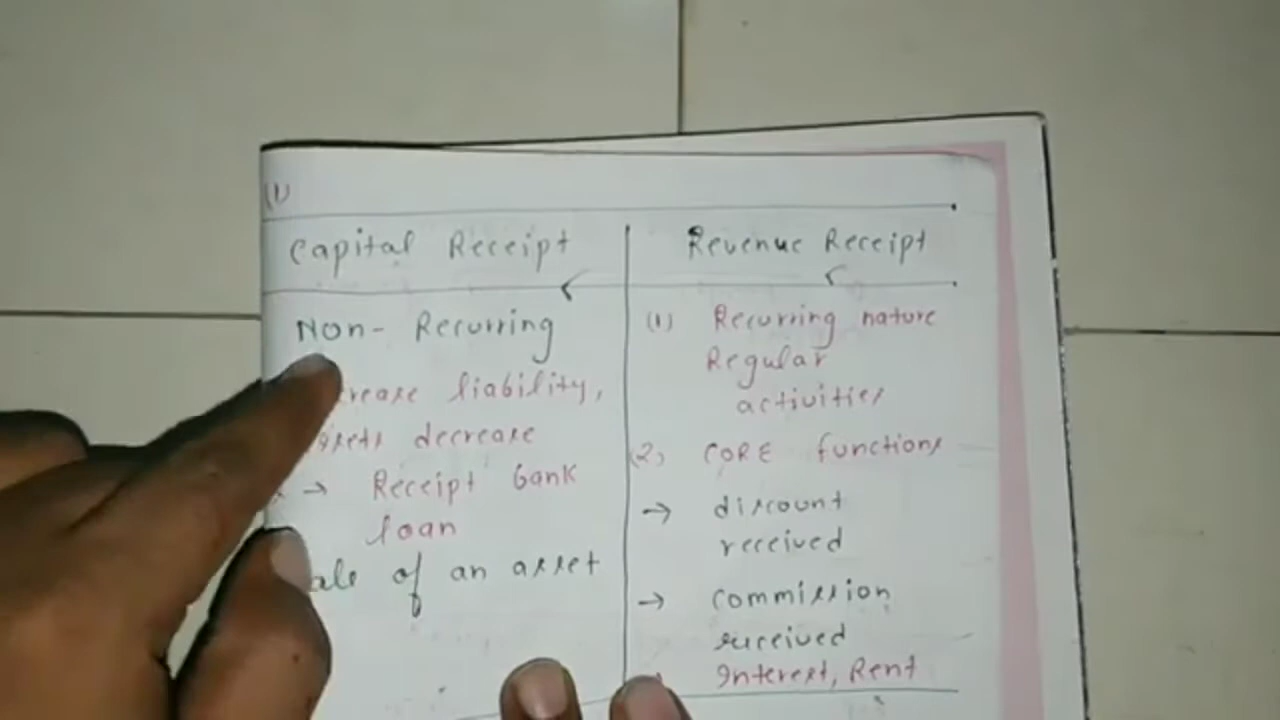 (1)
Capital Receipt
Non- Recurring
liability,
decrease
→ Receipt bank
loan
of an asset
Revenue Receipt
(1) Recurring nature
Regular
activities
(2) CORE functions
→ discount
received
→ commission
received
Interest, Rent